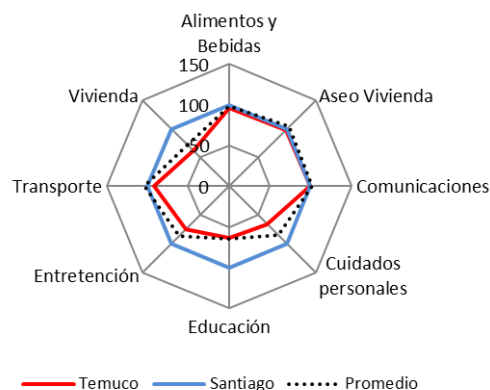 Alimentos y
Bebidas
150
Vivienda
100
Aseo Vivienda
50
Transporte
0
Comunicaciones
Entretención
Cuidados
personales
Educación
Temuco
Santiago
Promedio